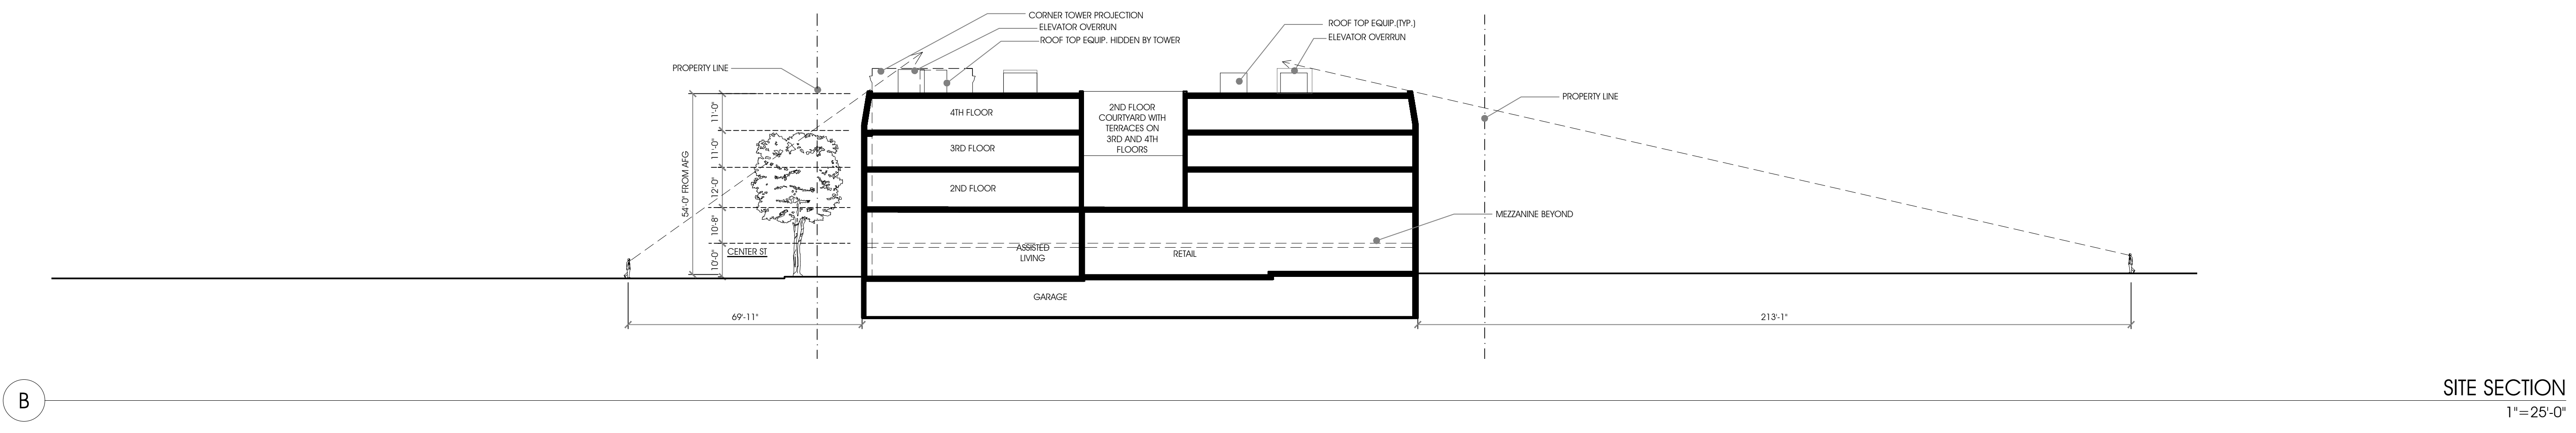 CORNER TOWER PROJECTION
ELEVATOR OVERRUN
ROOF TOP EQUIP. HIDDEN BY TOWER
ROOF TOP EQUIP.(TYP.)
ELEVATOR OVERRUN
PROPERTY LINE
PROPERTY LINE
11'-0"
11'-0"
12'-0"
10'-8"
10'-0"
54'-0" FROM AFG
4TH FLOOR
3RD FLOOR
2ND FLOOR
2ND FLOOR
COURTYARD WITH
TERRACES ON
3RD AND 4TH
FLOORS
MEZZANINE BEYOND
CENTER ST
ASSISTED
LIVING
RETAIL
GARAGE
69'-11"
213'-1"
B
SITE SECTION
1"=25'-0"